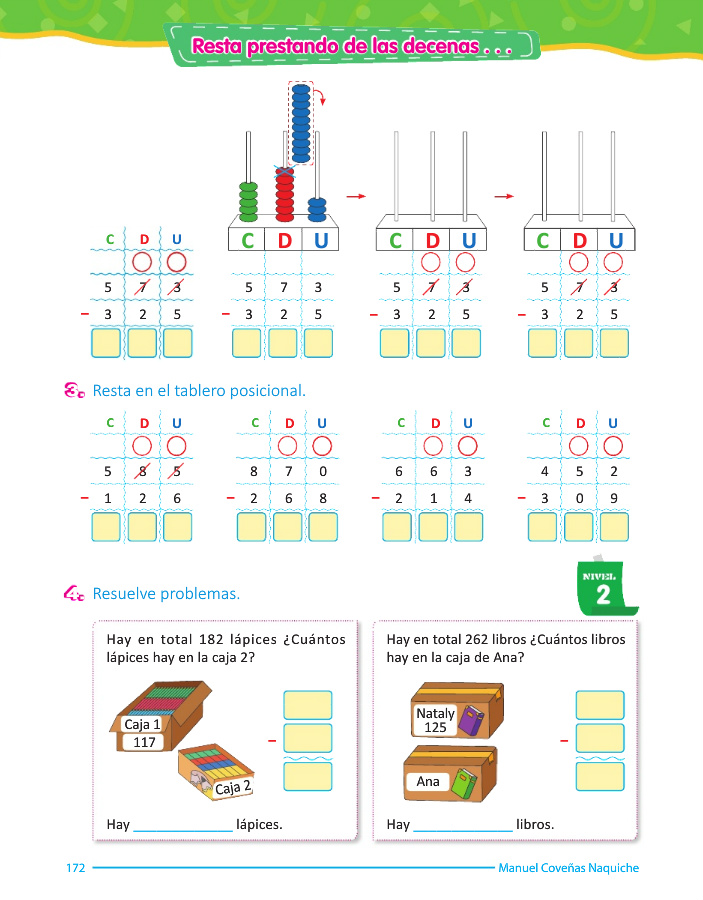 Resta prestando de las decenas . . .
C D U
C D U
C D U
C D U
5 7 3
- 3 2 5
5 7 3
- 3 2 5
5 7 3
- 3 2 5
5 7 3
- 3 2 5
3. Resta en el tablero posicional.
C D U
C D U
C D U
C D U
5 8 5
- 1 2 6
8 7 0
- 2 6 8
6 6 3
- 2 1 4
4 5 2
- 3 0 9
4. Resuelve problemas.
NIVEL
2
Hay en total 182 lápices ¿Cuántos
lápices hay en la caja 2?
Caja 1
117
Caja 2
-
Hay ____________ lápices.
Hay en total 262 libros ¿Cuántos libros
hay en la caja de Ana?
Nataly
125
Ana
-
Hay ____________ libros.
172
Manuel Coveñas Naquiche